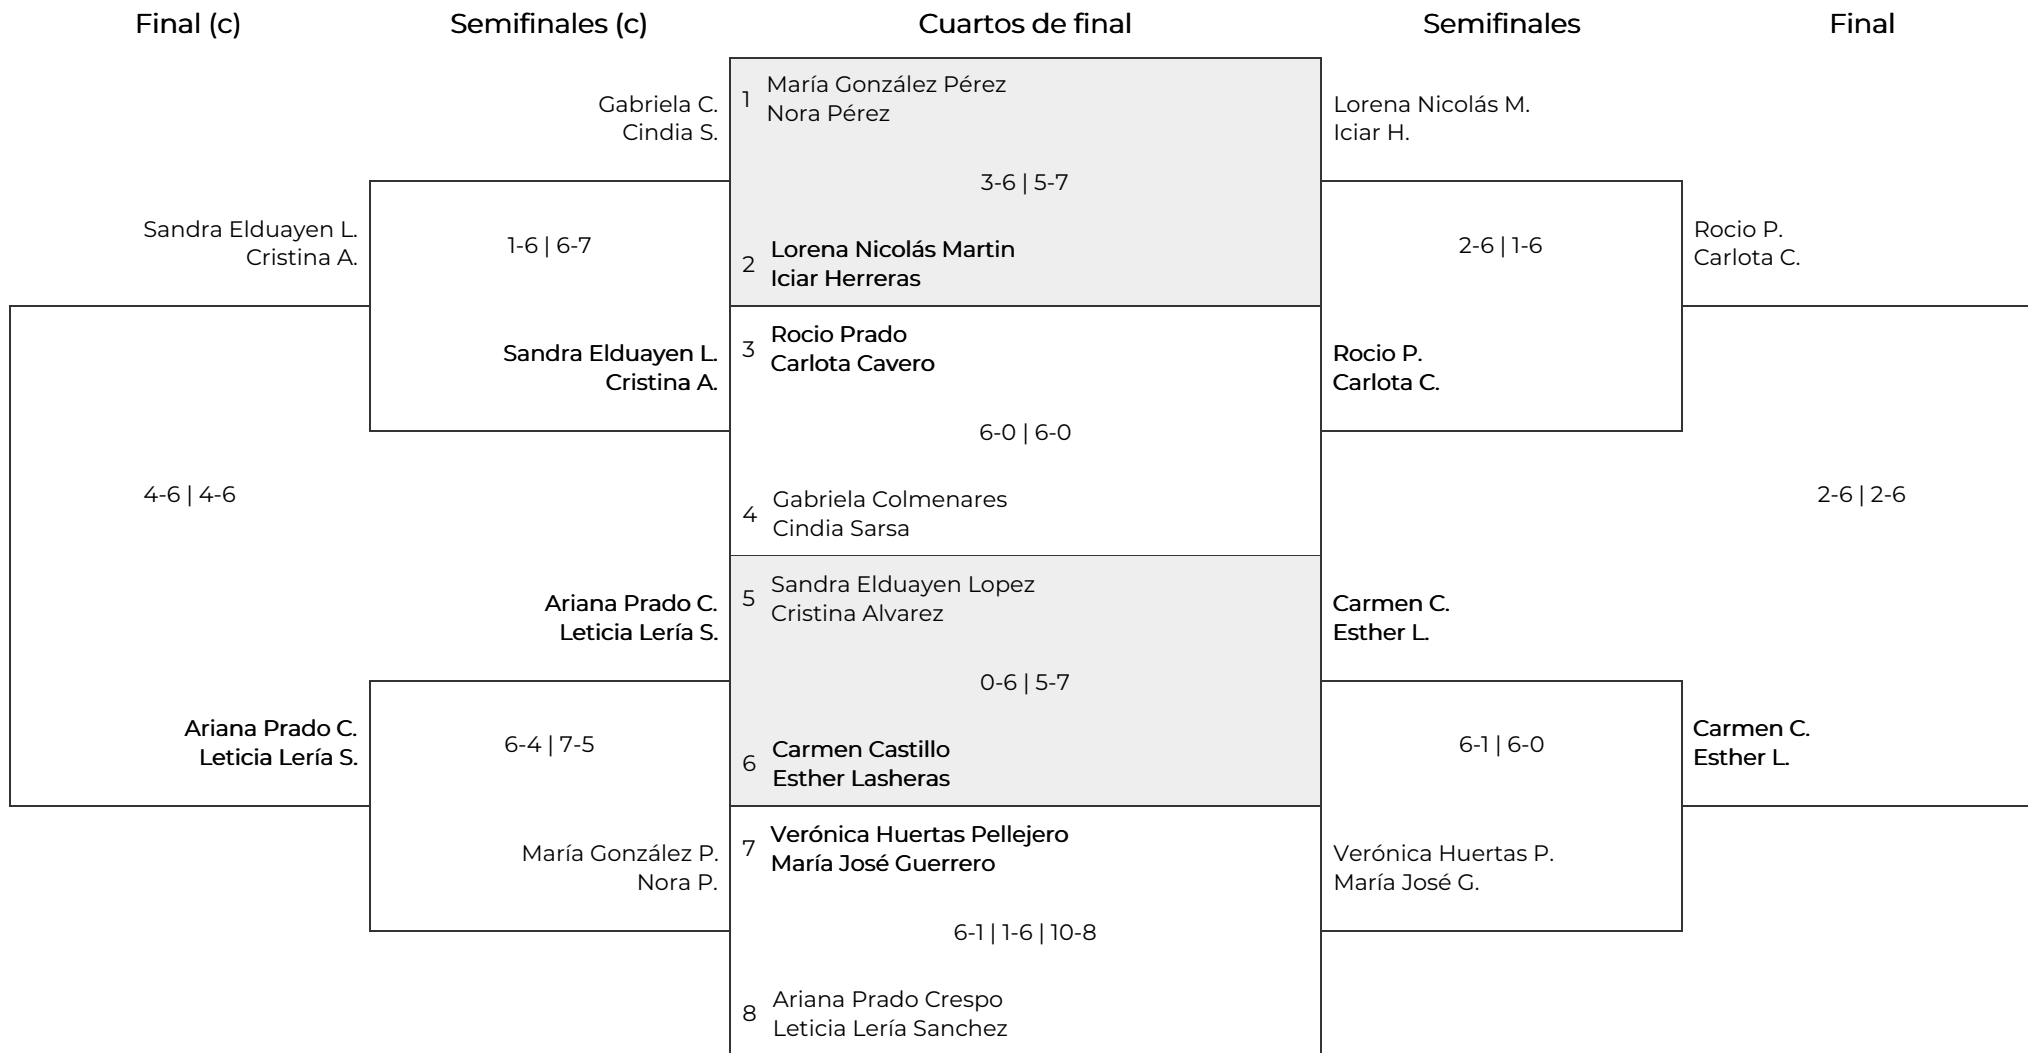 Final (c)
Semifinales (c)
Cuartos de final
Semifinales
Final
Sandra Elduayen L.
Cristina A.
4-6 | 4-6
Ariana Prado C.
Leticia Lería S.
Gabriela C.
Cindia S.
1-6 | 6-7
Sandra Elduayen L.
Cristina A.
Ariana Prado C.
Leticia Lería S.
6-4 | 7-5
María González P.
Nora P.
1
María González Pérez
Nora Pérez
3-6 | 5-7
2
Lorena Nicolás Martin
Iciar Herreras
3
Rocio Prado
Carlota Cavero
6-0 | 6-0
4
Gabriela Colmenares
Cindia Sarsa
5
Sandra Elduayen Lopez
Cristina Alvarez
0-6 | 5-7
6
Carmen Castillo
Esther Lasheras
7
Verónica Huertas Pellejero
María José Guerrero
6-1 | 1-6 | 10-8
8
Ariana Prado Crespo
Leticia Lería Sanchez
Lorena Nicolás M.
Iciar H.
2-6 | 1-6
Rocio P.
Carlota C.
Carmen C.
Esther L.
6-1 | 6-0
Verónica Huertas P.
María José G.
Rocio P.
Carlota C.
2-6 | 2-6
Carmen C.
Esther L.